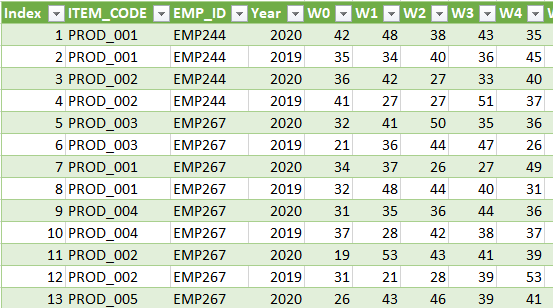 Index ITEM_CODE EMP_ID Year W0 W1 W2 W3 W4
1 PROD_001 EMP244 2020 42 48 38 43 35
2 PROD_001 EMP244 2019 35 34 40 36 45
3 PROD_002 EMP244 2020 36 42 27 33 40
4 PROD_002 EMP244 2019 41 27 27 51 37
5 PROD_003 EMP267 2020 32 41 50 35 36
6 PROD_003 EMP267 2019 21 36 44 47 26
7 PROD_001 EMP267 2020 34 37 26 27 49
8 PROD_001 EMP267 2019 32 48 44 40 31
9 PROD_004 EMP267 2020 31 35 36 44 36
10 PROD_004 EMP267 2019 37 28 42 38 37
11 PROD_002 EMP267 2020 19 53 43 41 39
12 PROD_002 EMP267 2019 31 21 28 39 53
13 PROD_005 EMP267 2020 26 43 46 39 41